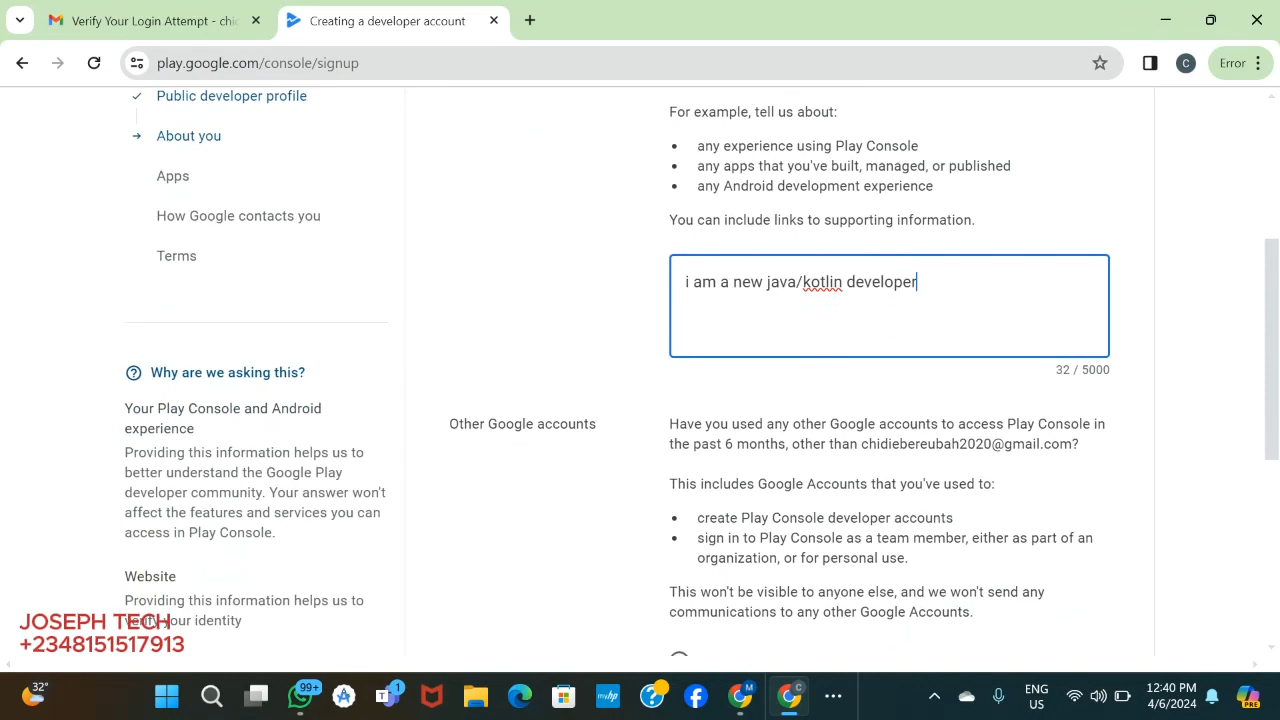 Verify Your Login Attempt - chie
Creating a developer account
play.google.com/console/signup
C
Error
Public developer profile
About you
Apps
How Google contacts you
Terms
Why are we asking this?
Your Play Console and Android
experience
Providing this information helps us to
better understand the Google Play
developer community. Your answer won't
affect the features and services you can
access in Play Console.
Website
Providing this information helps us to
verify your identity
For example, tell us about:
• any experience using Play Console
• any apps that you've built, managed, or published
• any Android development experience
You can include links to supporting information.
i am a new java/kotlin developer
32 / 5000
Other Google accounts
Have you used any other Google accounts to access Play Console in
the past 6 months, other than chidiebereubah2020@gmail.com?
This includes Google Accounts that you've used to:
• create Play Console developer accounts
• sign in to Play Console as a team member, either as part of an
organization, or for personal use.
This won't be visible to anyone else, and we won't send any
communications to any other Google Accounts.
JOSEPH TECH
+2348151517913
32°
99+
1
myhp
M
C
ENG
US
12:40 PM
4/6/2024
PRE